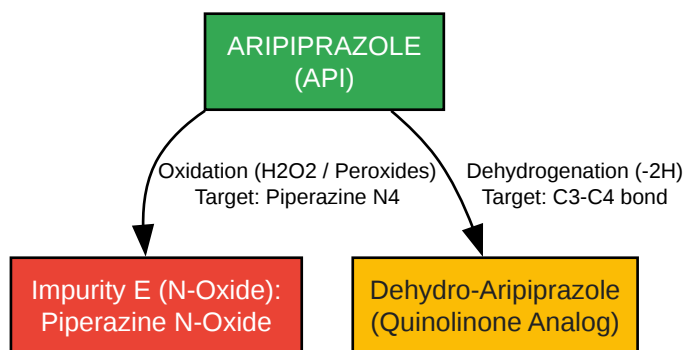 ARIPIPRAZOLE
(API)
Oxidation (H2O2 / Peroxides)
Target: Piperazine N4
Dehydrogenation (-2H)
Target: C3-C4 bond
Impurity E (N-Oxide):
Piperazine N-Oxide
Dehydro-Aripiprazole
(Quinolinone Analog)